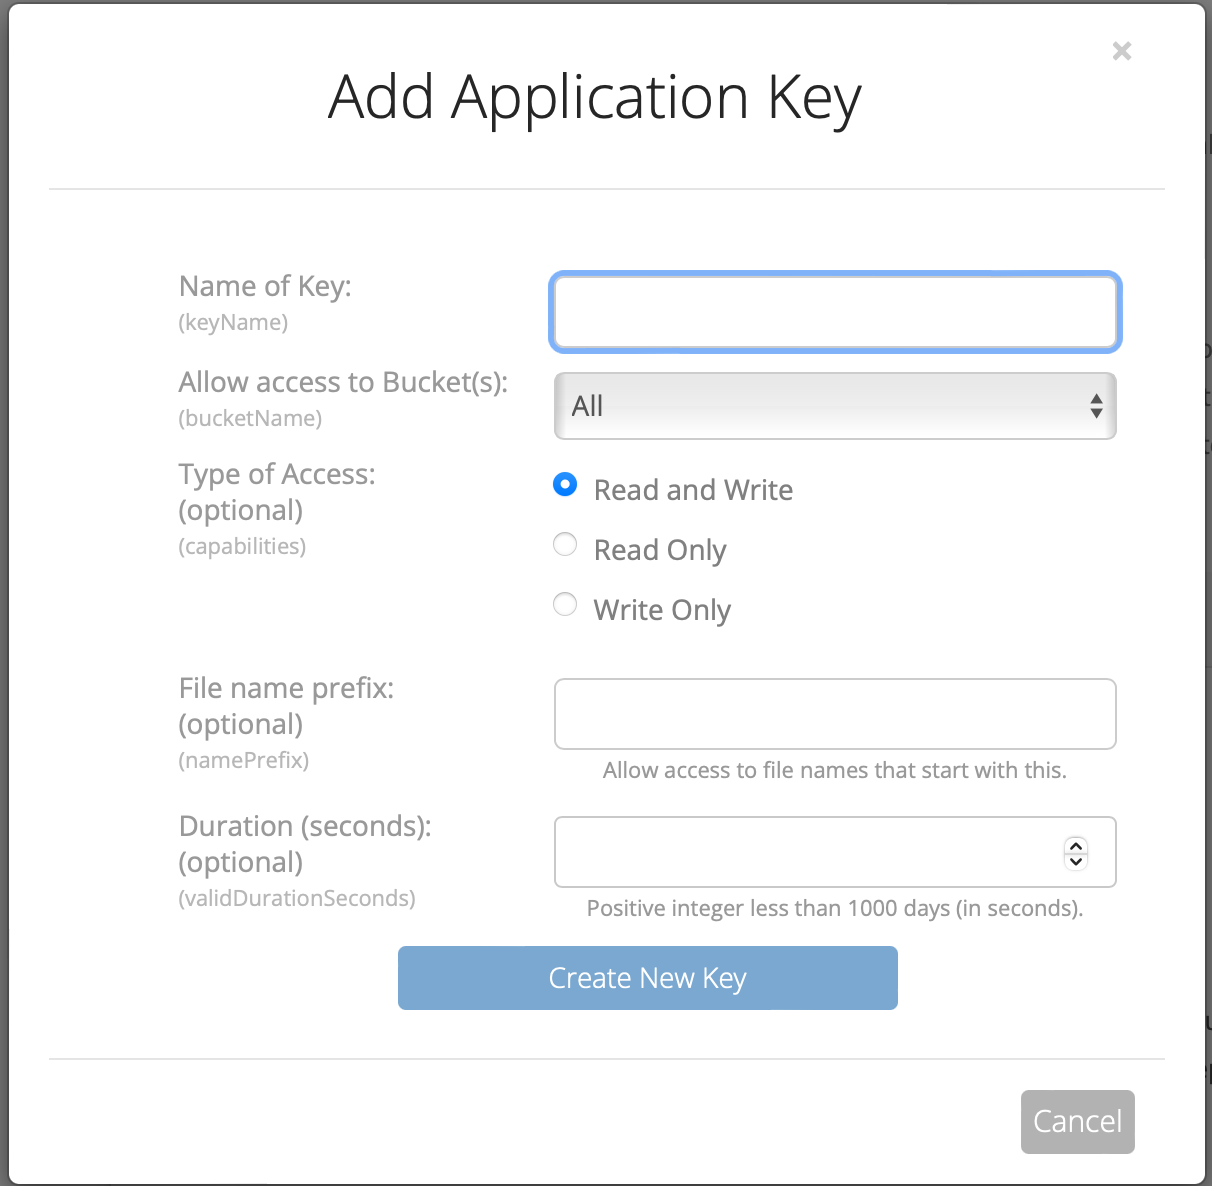 Add Application Key
Name of Key:
(keyName)
Allow access to Bucket(s):
(bucketName)
All
Type of Access:
(optional)
(capabilities)
Read and Write
Read Only
Write Only
File name prefix:
(optional)
(namePrefix)
Allow access to file names that start with this.
Duration (seconds):
(optional)
(validDurationSeconds)
Positive integer less than 1000 days (in seconds).
Create New Key
Cancel